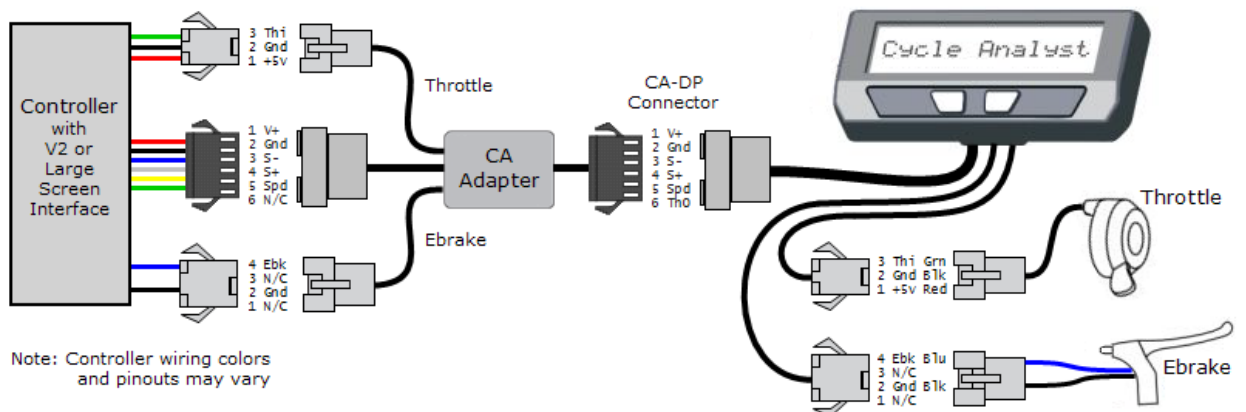 Controller
with
V2 or
Large
Screen
Interface
3 Thi
2 Gnd
1 +5v
Throttle
1 V+
2 Gnd
3 S-
4 S+
5 Spd
6 N/C
4 Ebk
3 N/C
2 Gnd
1 N/C
Ebrake
CA
Adapter
CA-DP
Connector
1 V+
2 Gnd
3 S-
4 S+
5 Spd
6 ThO
Cycle Analyst
3 Thi Grn
2 Gnd Blk
1 +5v Red
Throttle
4 Ebk Blu
3 N/C
2 Gnd Blk
1 N/C
Ebrake
Note: Controller wiring colors
and pinouts may vary